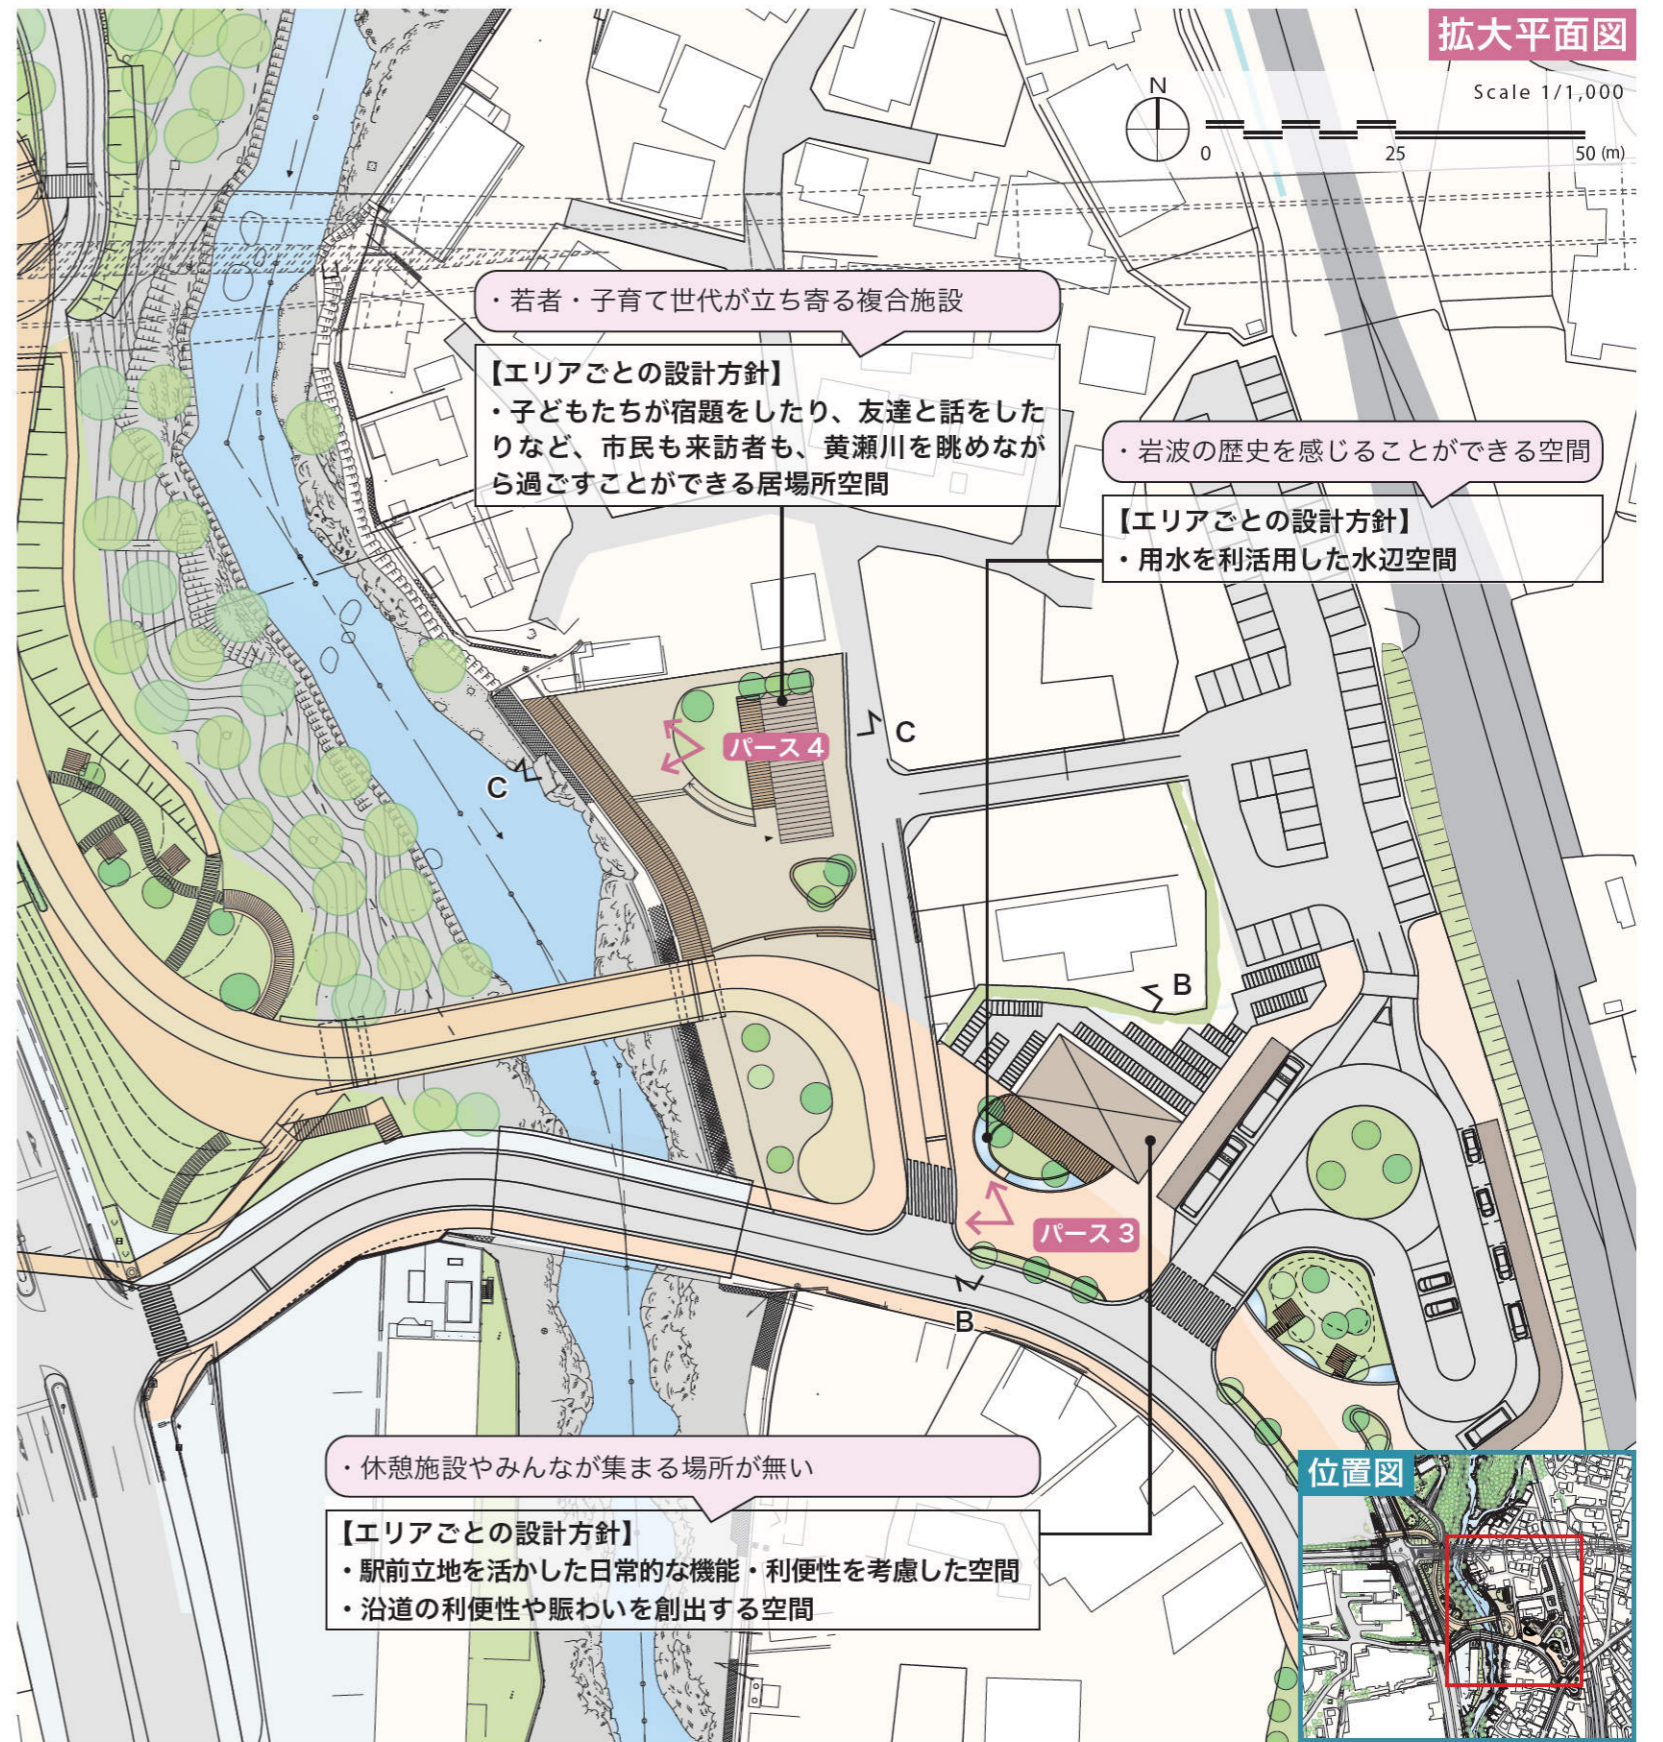 拡大平面図
Scale 1/1,000
N
0 25 50 (m)
・若者・子育て世代が立ち寄る複合施設
【エリアごとの設計方針】
・子どもたちが宿題をしたり、友達と話をした
りなど、市民も来訪者も、黄瀬川を眺めなが
ら過ごすことができる居場所空間
・岩波の歴史を感じることができる空間
【エリアごとの設計方針】
・用水を利活用した水辺空間
パース 4
C
C
B
パース 3
B
・休憩施設やみんなが集まる場所が無い
【エリアごとの設計方針】
・駅前立地を活かした日常的な機能・利便性を考慮した空間
・沿道の利便性や賑わいを創出する空間
位置図